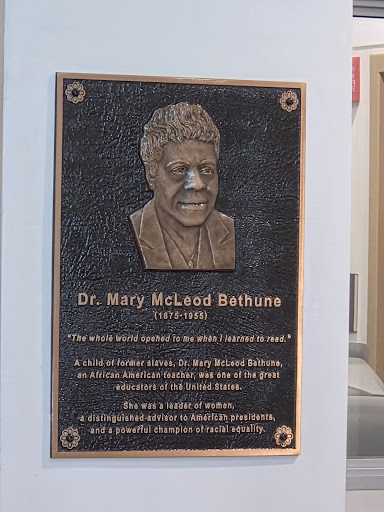 Dr. Mary McLeod Bethune
(1875-1955)
"The whole world opened to me when I learned to read."
A child of former slaves, Dr. Mary McLeod Bethune,
an African American teacher, was one of the great
educators of the United States.
She was a leader of women,
a distinguished advisor to American presidents,
and a powerful champion of racial equality.